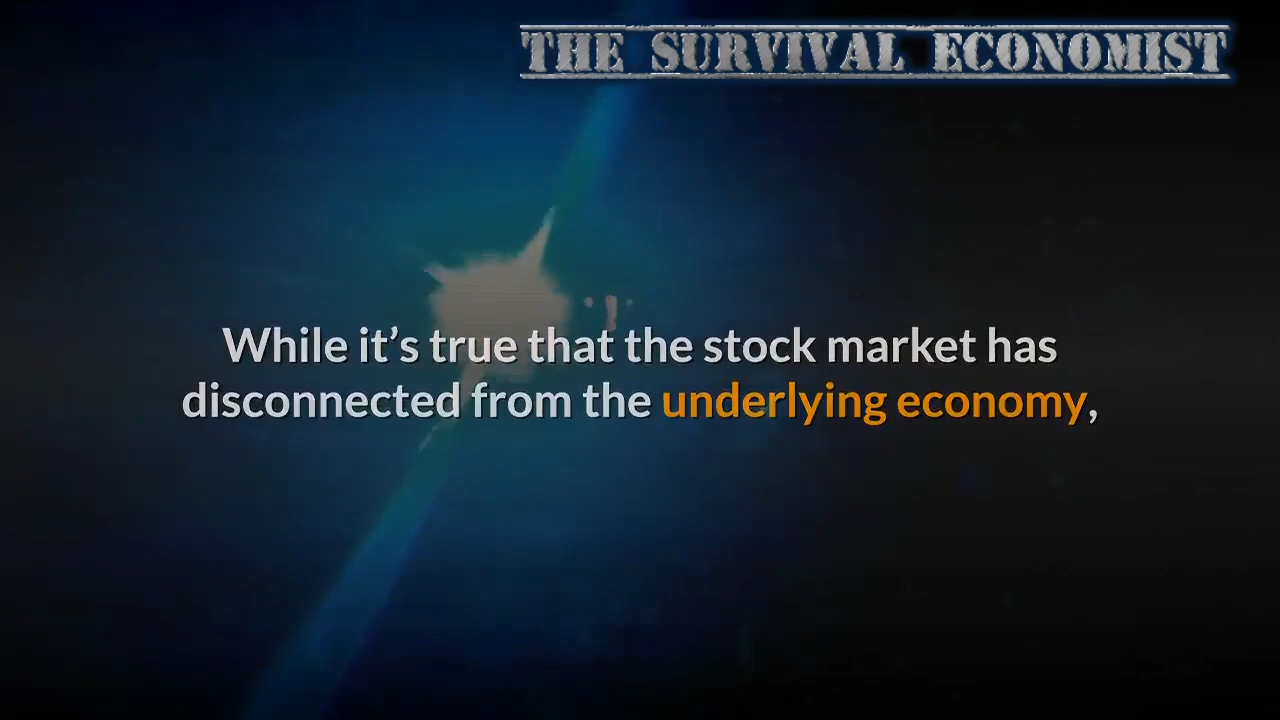 THE SURVIVAL ECONOMIST
While it’s true that the stock market has
disconnected from the underlying economy,